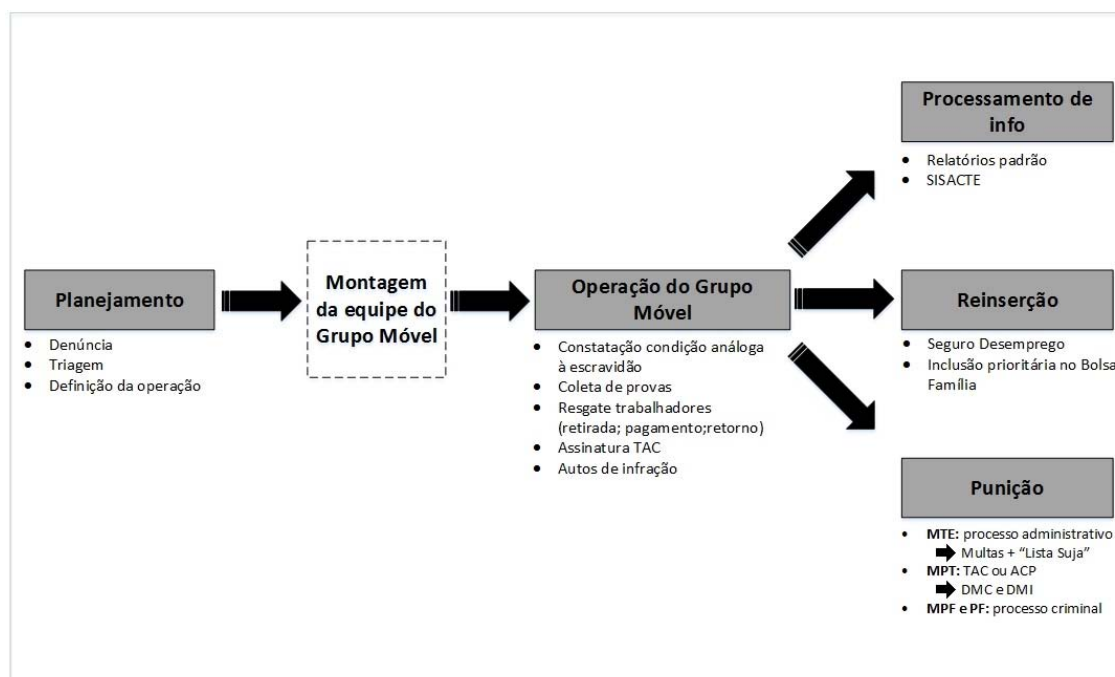 Planejamento
• Denúncia
• Triagem
• Definição da operação
Montagem
da equipe do
Grupo Móvel
Operação do Grupo
Móvel
• Constatação condição análoga
à escravidão
• Coleta de provas
• Resgate trabalhadores
(retirada; pagamento;retorno)
• Assinatura TAC
• Autos de infração
Processamento de
info
• Relatórios padrão
• SISACTE
Reinserção
• Seguro Desemprego
• Inclusão prioritária no Bolsa
Família
Punição
• MTE: processo administrativo
Multas + “Lista Suja”
• MPT: TAC ou ACP
DMC e DMI
• MPF e PF: processo criminal